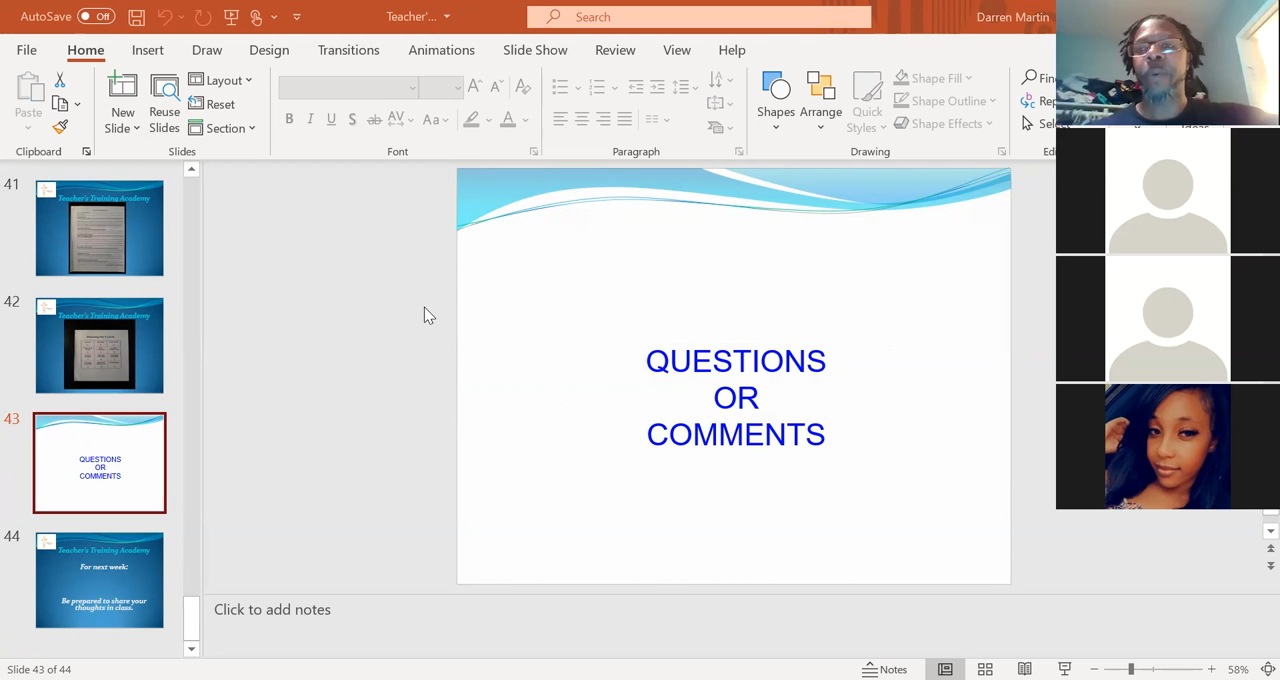 AutoSave Off Teacher'... Search Darren Martin
File Home Insert Draw Design Transitions Animations Slide Show Review View Help
Paste
New Slide
Reuse Slides
Layout
Reset
Section
B I U S ab AV Aa A
Shapes Arrange Quick Styles
Shape Fill
Shape Outline
Shape Effects
Clipboard Slides Font Paragraph Drawing
41
Teacher's Training Academy
42
Teacher's Training Academy
43
QUESTIONS
OR
COMMENTS
44
Teacher's Training Academy
For next week:
Be prepared to share your
thoughts in class.
QUESTIONS
OR
COMMENTS
Click to add notes
Slide 43 of 44 Notes 58%